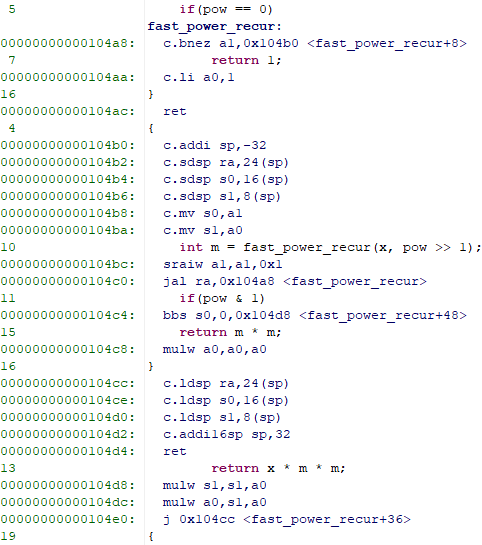 5 if(pow == 0)
fast_power_recur:
00000000000104a8: c.bnez a1,0x104b0 <fast_power_recur+8>
7 return 1;
00000000000104aa: c.li a0,1
16 }
00000000000104ac: ret
4 {
00000000000104b0: c.addi sp,-32
00000000000104b2: c.sdsp ra,24(sp)
00000000000104b4: c.sdsp s0,16(sp)
00000000000104b6: c.sdsp s1,8(sp)
00000000000104b8: c.mv s0,a1
00000000000104ba: c.mv s1,a0
10 int m = fast_power_recur(x, pow >> 1);
00000000000104bc: sraiw a1,a1,0x1
00000000000104c0: jal ra,0x104a8 <fast_power_recur>
11 if(pow & 1)
00000000000104c4: bbs s0,0,0x104d8 <fast_power_recur+48>
15 return m * m;
00000000000104c8: mulw a0,a0,a0
16 }
00000000000104cc: c.ldsp ra,24(sp)
00000000000104ce: c.ldsp s0,16(sp)
00000000000104d0: c.ldsp s1,8(sp)
00000000000104d2: c.addi16sp sp,32
00000000000104d4: ret
13 return x * m * m;
00000000000104d8: mulw s1,s1,a0
00000000000104dc: mulw a0,s1,a0
00000000000104e0: j 0x104cc <fast_power_recur+36>
19 {